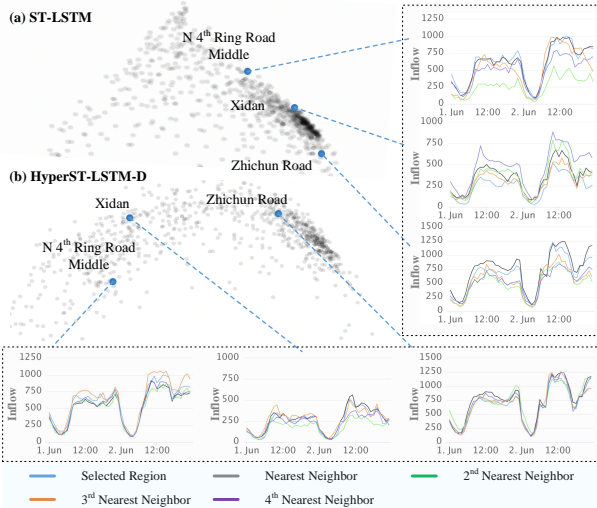 (a) ST-LSTM
N 4th Ring Road
Middle
Xidan
Zhichun Road
(b) HyperST-LSTM-D
Xidan
Zhichun Road
N 4th Ring Road
Middle
Inflow
1250
1000
750
500
250
0
1. Jun 12:00 2. Jun 12:00
Inflow
1000
750
500
250
0
1. Jun 12:00 2. Jun 12:00
Inflow
1500
1250
1000
750
500
250
0
1. Jun 12:00 2. Jun 12:00
Inflow
1250
1000
750
500
250
0
1. Jun 12:00 2. Jun 12:00
Inflow
1000
750
500
250
0
1. Jun 12:00 2. Jun 12:00
Inflow
1500
1250
1000
750
500
250
0
1. Jun 12:00 2. Jun 12:00
Selected Region Nearest Neighbor 2nd Nearest Neighbor
3rd Nearest Neighbor 4th Nearest Neighbor